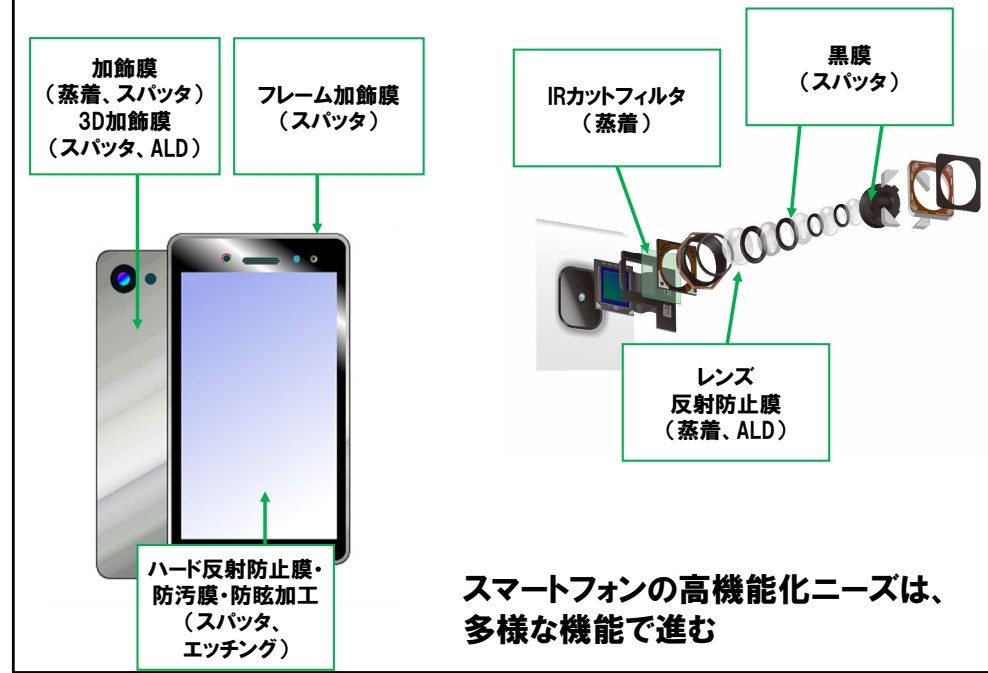 加飾膜
（蒸着、スパッタ）
3D加飾膜
（スパッタ、ALD）
フレーム加飾膜
（スパッタ）
IRカットフィルタ
（蒸着）
黒膜
（スパッタ）
レンズ
反射防止膜
（蒸着、ALD）
ハード反射防止膜・
防汚膜・防眩加工
（スパッタ、
エッチング）
スマートフォンの高機能化ニーズは、
多様な機能で進む